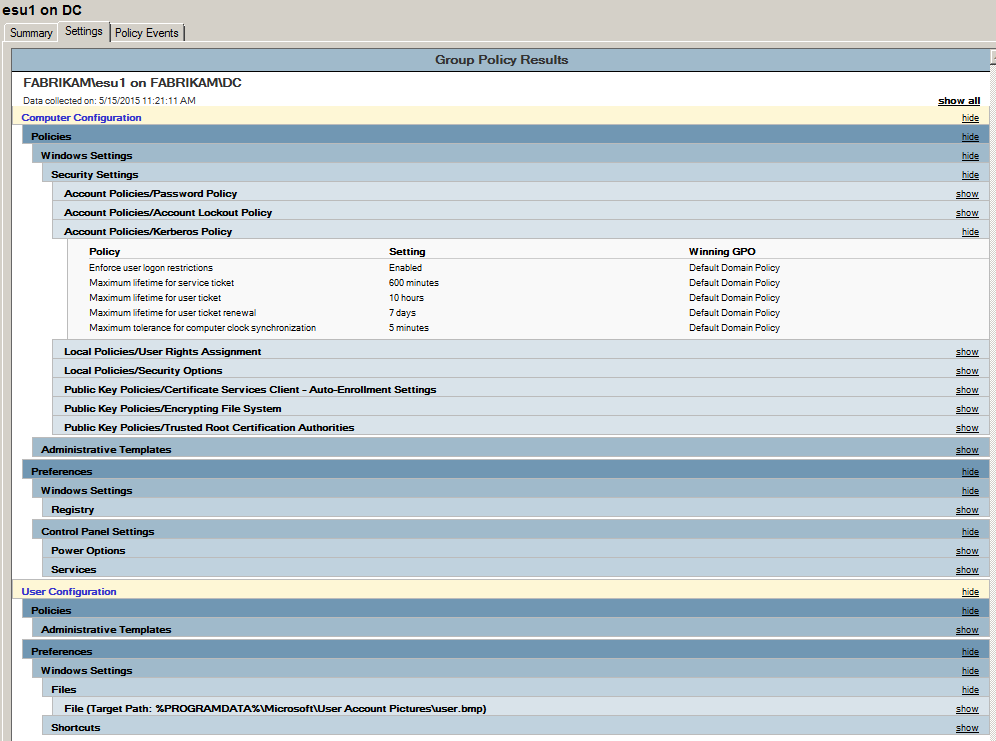 esu1 on DC
Summary Settings Policy Events
Group Policy Results
FABRIKAM\esu1 on FABRIKAM\DC
Data collected on: 5/15/2015 11:21:11 AM show all
Computer Configuration hide
Policies hide
Windows Settings hide
Security Settings hide
Account Policies/Password Policy show
Account Policies/Account Lockout Policy show
Account Policies/Kerberos Policy hide
Policy Setting Winning GPO
Enforce user logon restrictions Enabled Default Domain Policy
Maximum lifetime for service ticket 600 minutes Default Domain Policy
Maximum lifetime for user ticket 10 hours Default Domain Policy
Maximum lifetime for user ticket renewal 7 days Default Domain Policy
Maximum tolerance for computer clock synchronization 5 minutes Default Domain Policy
Local Policies/User Rights Assignment show
Local Policies/Security Options show
Public Key Policies/Certificate Services Client - Auto-Enrollment Settings show
Public Key Policies/Encrypting File System show
Public Key Policies/Trusted Root Certification Authorities show
Administrative Templates show
Preferences hide
Windows Settings hide
Registry show
Control Panel Settings hide
Power Options show
Services show
User Configuration hide
Policies hide
Administrative Templates show
Preferences hide
Windows Settings hide
Files hide
File (Target Path: %PROGRAMDATA%\Microsoft\User Account Pictures\user.bmp) show
Shortcuts show